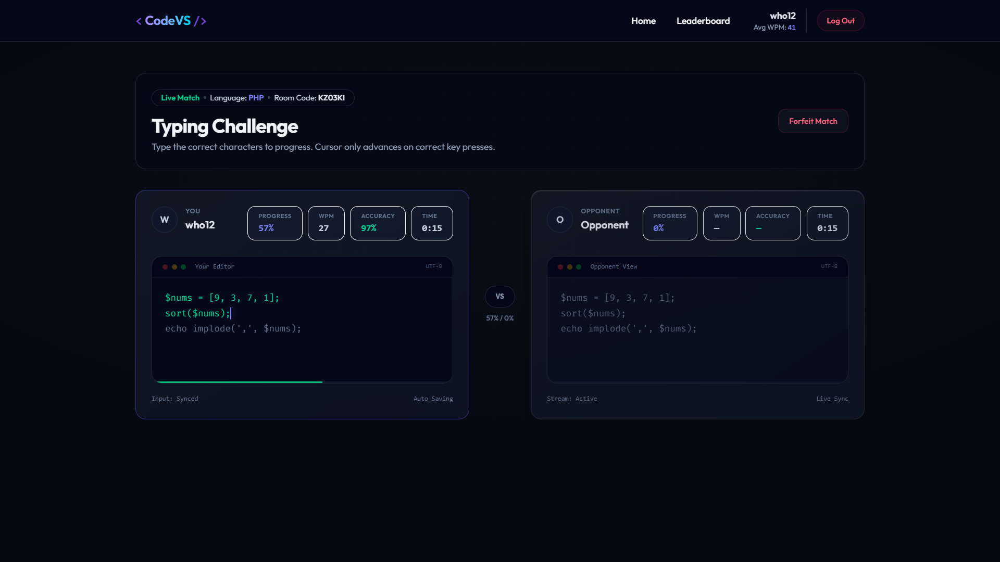 < CodeVS />
Home
Leaderboard
who12
Avg WPM: 41
Log Out
Live Match • Language: PHP • Room Code: KZ03KI
Typing Challenge
Type the correct characters to progress. Cursor only advances on correct key presses.
Forfeit Match
W
YOU
who12
PROGRESS
57%
WPM
27
ACCURACY
97%
TIME
0:15
Your Editor
UTF-8
$nums = [9, 3, 7, 1];
sort($nums);
echo implode(',', $nums);
Input: Synced
Auto Saving
VS
57% / 0%
O
OPPONENT
Opponent
PROGRESS
0%
WPM
—
ACCURACY
—
TIME
0:15
Opponent View
UTF-8
$nums = [9, 3, 7, 1];
sort($nums);
echo implode(',', $nums);
Stream: Active
Live Sync